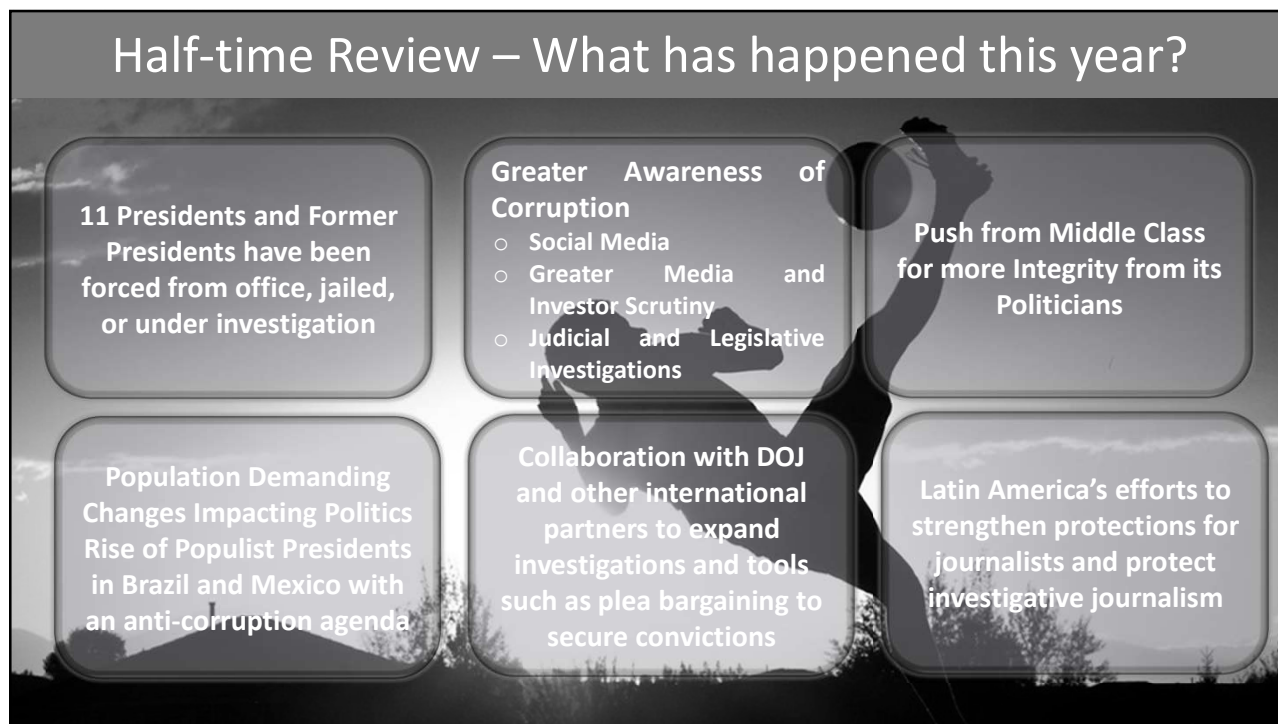 Half-time Review – What has happened this year?
11 Presidents and Former
Presidents have been
forced from office, jailed,
or under investigation
Greater Awareness of
Corruption
○ Social Media
○ Greater Media and
Investor Scrutiny
○ Judicial and Legislative
Investigations
Push from Middle Class
for more Integrity from its
Politicians
Population Demanding
Changes Impacting Politics
Rise of Populist Presidents
in Brazil and Mexico with
an anti-corruption agenda
Collaboration with DOJ
and other international
partners to expand
investigations and tools
such as plea bargaining to
secure convictions
Latin America’s efforts to
strengthen protections for
journalists and protect
investigative journalism